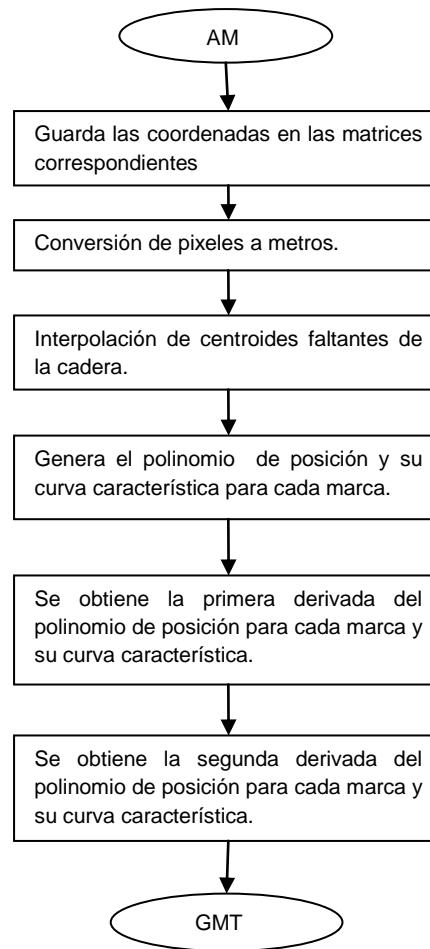 AM
Guarda las coordenadas en las matrices
correspondientes
Conversión de pixeles a metros.
Interpolación de centroides faltantes de
la cadera.
Genera el polinomio de posición y su
curva característica para cada marca.
Se obtiene la primera derivada del
polinomio de posición para cada marca y
su curva característica.
Se obtiene la segunda derivada del
polinomio de posición para cada marca y
su curva característica.
GMT